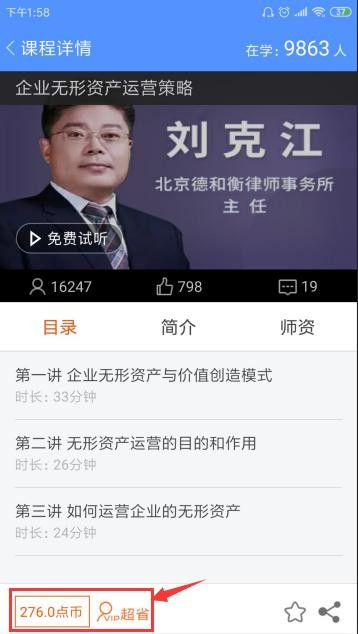 下午1:58
37
课程详情
在学：9863 人
企业无形资产运营策略
刘克江
北京德和衡律师事务所
主 任
免费试听
16247
798
19
目录
简介
师资
第一讲 企业无形资产与价值创造模式
时长：33分钟
第二讲 无形资产运营的目的和作用
时长：26分钟
第三讲 如何运营企业的无形资产
时长：24分钟
276.0点币
VIP超省